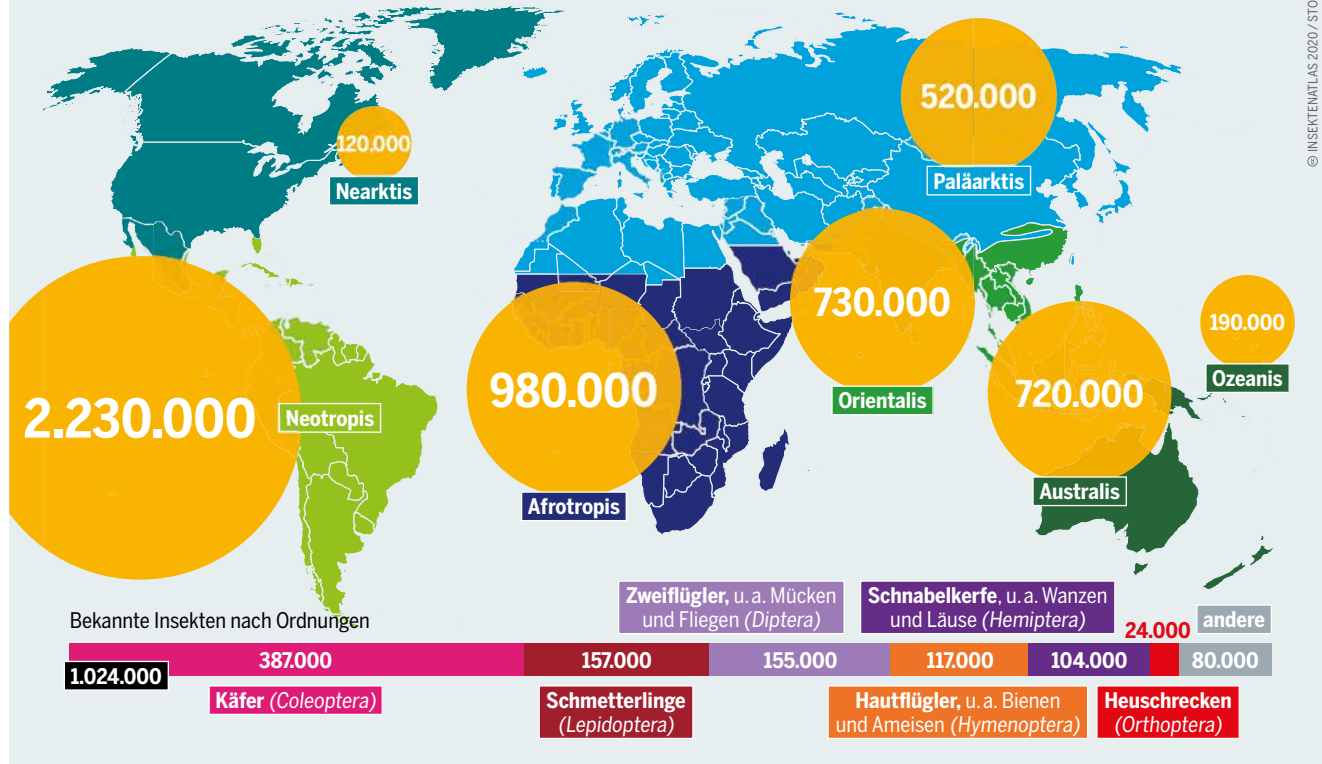 © INSEKTENATLAS 2020 / STO
520.000
Paläarktis
120.000
Nearktis
730.000
Orientalis
190.000
Ozeanis
2.230.000
Neotropis
980.000
Afrotropis
720.000
Australis
Bekannte Insekten nach Ordnungen
Zweiflügler, u. a. Mücken
und Fliegen (Diptera)
Schnabelkerfe, u. a. Wanzen
und Läuse (Hemiptera)
24.000
andere
1.024.000
387.000
157.000
155.000
117.000
104.000
80.000
Käfer (Coleoptera)
Schmetterlinge
(Lepidoptera)
Hautflügler, u. a. Bienen
und Ameisen (Hymenoptera)
Heuschrecken
(Orthoptera)